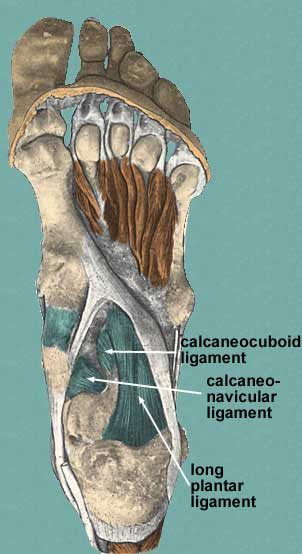 calcaneocuboid
ligament
calcaneo-
navicular
ligament
long
plantar
ligament